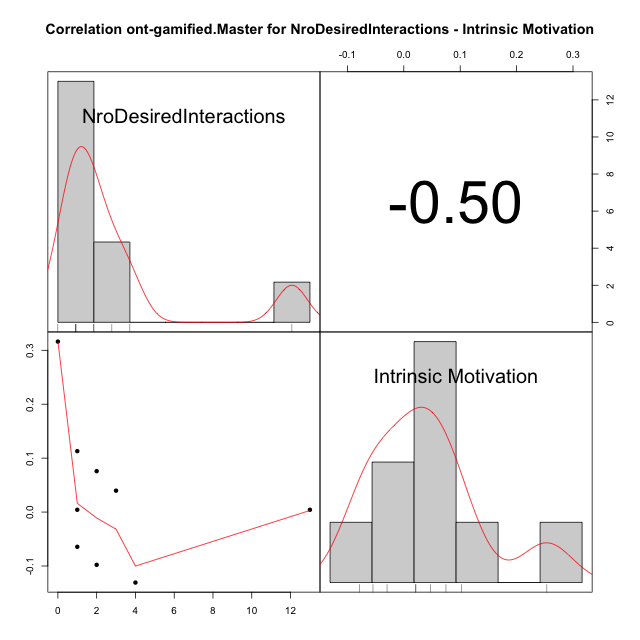 Correlation ont-gamified.Master for NroDesiredInteractions - Intrinsic Motivation
-0.1 0.0 0.1 0.2 0.3
NroDesiredInteractions
-0.50
12
10
8
6
4
2
0
0.3
0.2
0.1
0.0
-0.1
Intrinsic Motivation
0 2 4 6 8 10 12